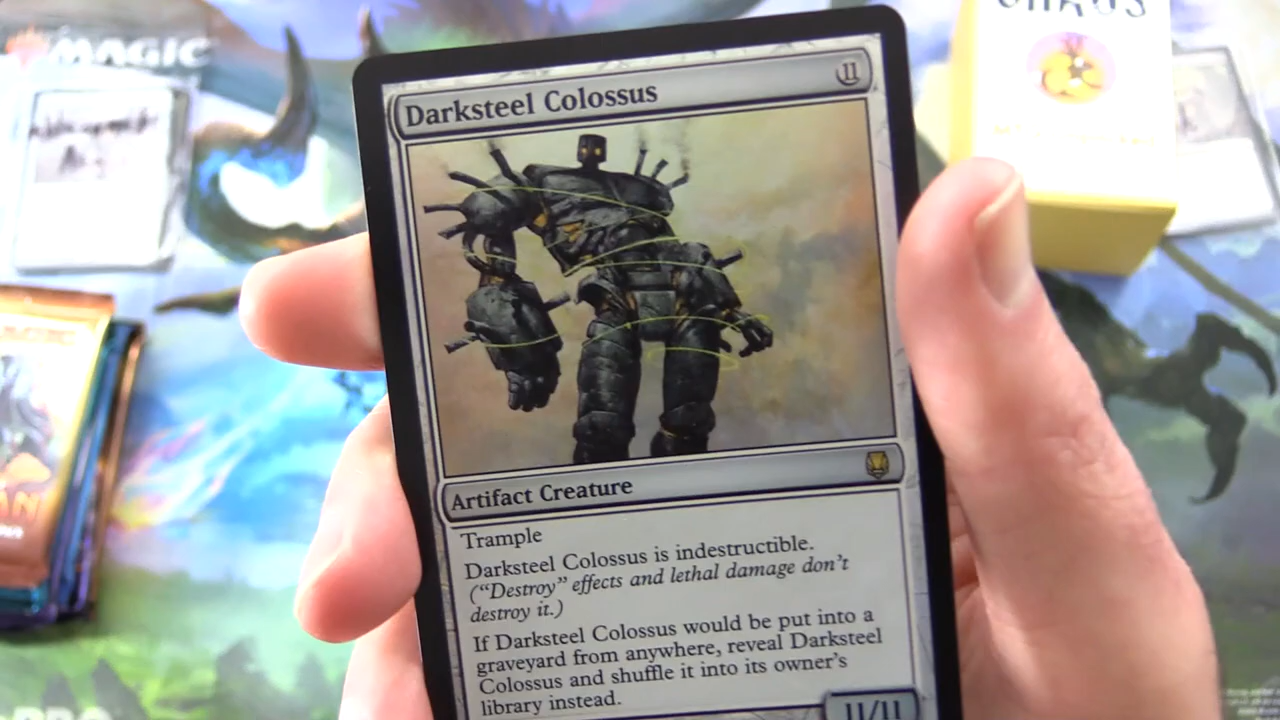 MAGIC
CHAOS
Darksteel Colossus
11
Artifact Creature
Trample
Darksteel Colossus is indestructible.
("Destroy" effects and lethal damage don't
destroy it.)
If Darksteel Colossus would be put into a
graveyard from anywhere, reveal Darksteel
Colossus and shuffle it into its owner's
library instead.
11/11